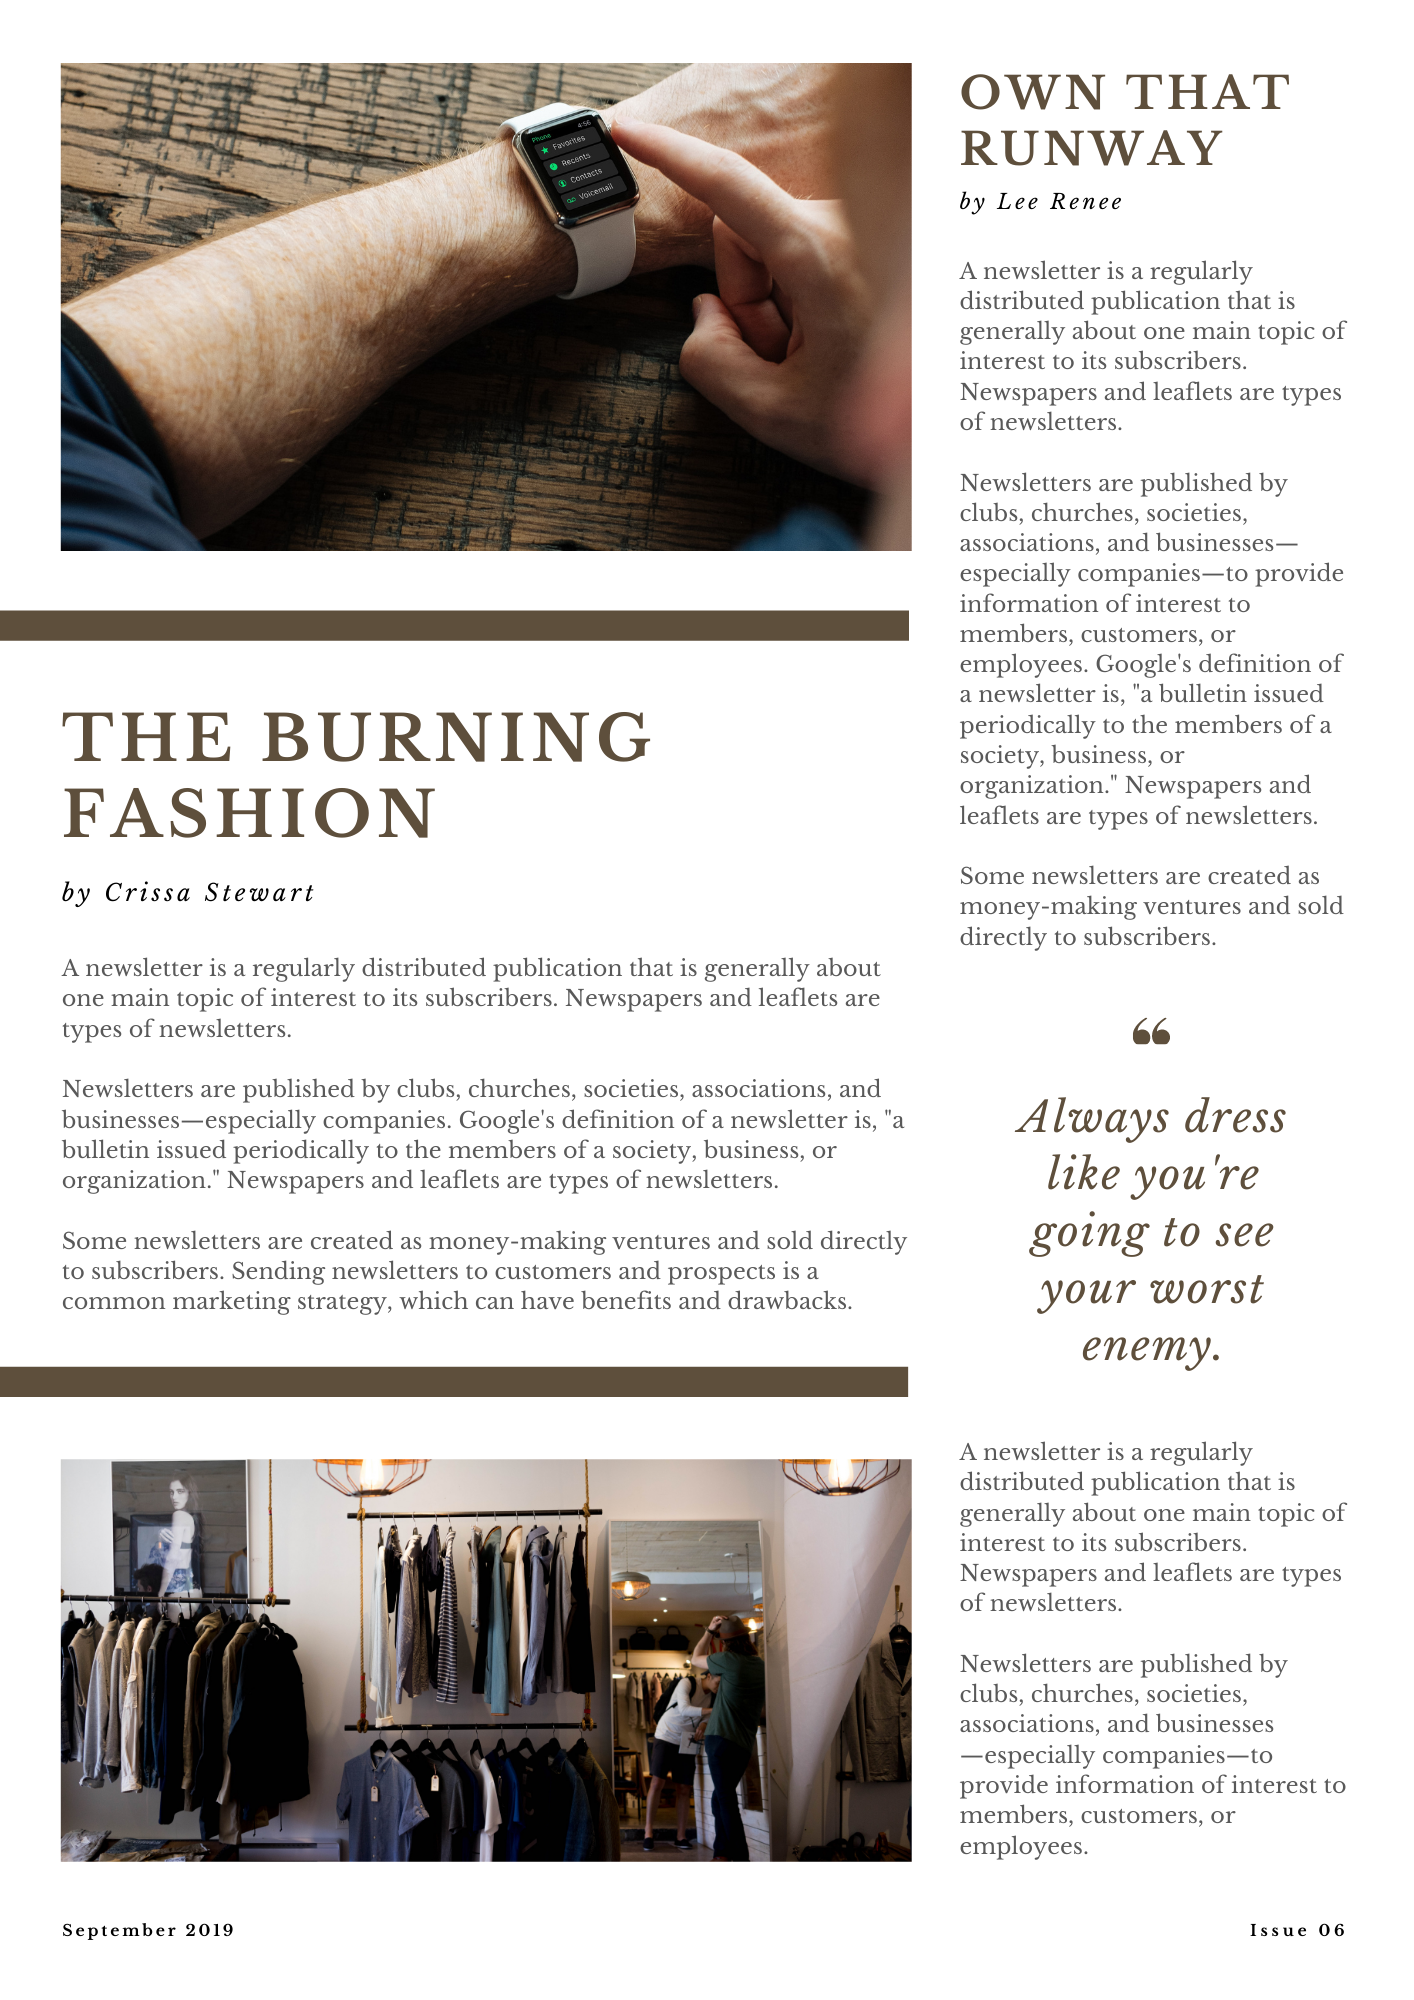 Phone
4:56
Favorites
Recents
Contacts
Voicemail
THE BURNING
FASHION
by Crissa Stewart
A newsletter is a regularly distributed publication that is generally about
one main topic of interest to its subscribers. Newspapers and leaflets are
types of newsletters.
Newsletters are published by clubs, churches, societies, associations, and
businesses—especially companies. Google's definition of a newsletter is, "a
bulletin issued periodically to the members of a society, business, or
organization." Newspapers and leaflets are types of newsletters.
Some newsletters are created as money-making ventures and sold directly
to subscribers. Sending newsletters to customers and prospects is a
common marketing strategy, which can have benefits and drawbacks.
OWN THAT
RUNWAY
by Lee Renee
A newsletter is a regularly
distributed publication that is
generally about one main topic of
interest to its subscribers.
Newspapers and leaflets are types
of newsletters.
Newsletters are published by
clubs, churches, societies,
associations, and businesses—
especially companies—to provide
information of interest to
members, customers, or
employees. Google's definition of
a newsletter is, "a bulletin issued
periodically to the members of a
society, business, or
organization." Newspapers and
leaflets are types of newsletters.
Some newsletters are created as
money-making ventures and sold
directly to subscribers.
“
Always dress
like you're
going to see
your worst
enemy.
A newsletter is a regularly
distributed publication that is
generally about one main topic of
interest to its subscribers.
Newspapers and leaflets are types
of newsletters.
Newsletters are published by
clubs, churches, societies,
associations, and businesses
—especially companies—to
provide information of interest to
members, customers, or
employees.
September 2019
Issue 06